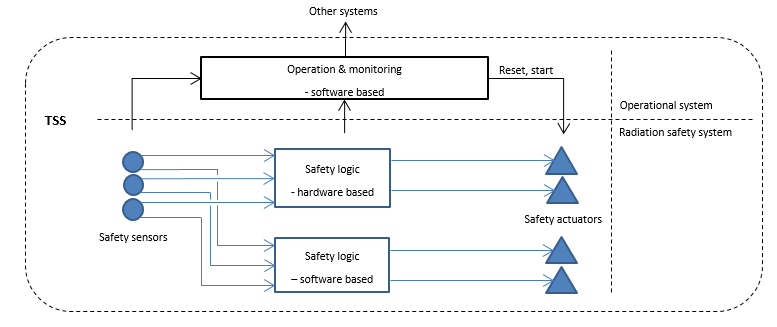 Other systems
Operation & monitoring
- software based
Reset, start
Operational system
TSS
Radiation safety system
Safety logic
- hardware based
Safety sensors
Safety actuators
Safety logic
– software based